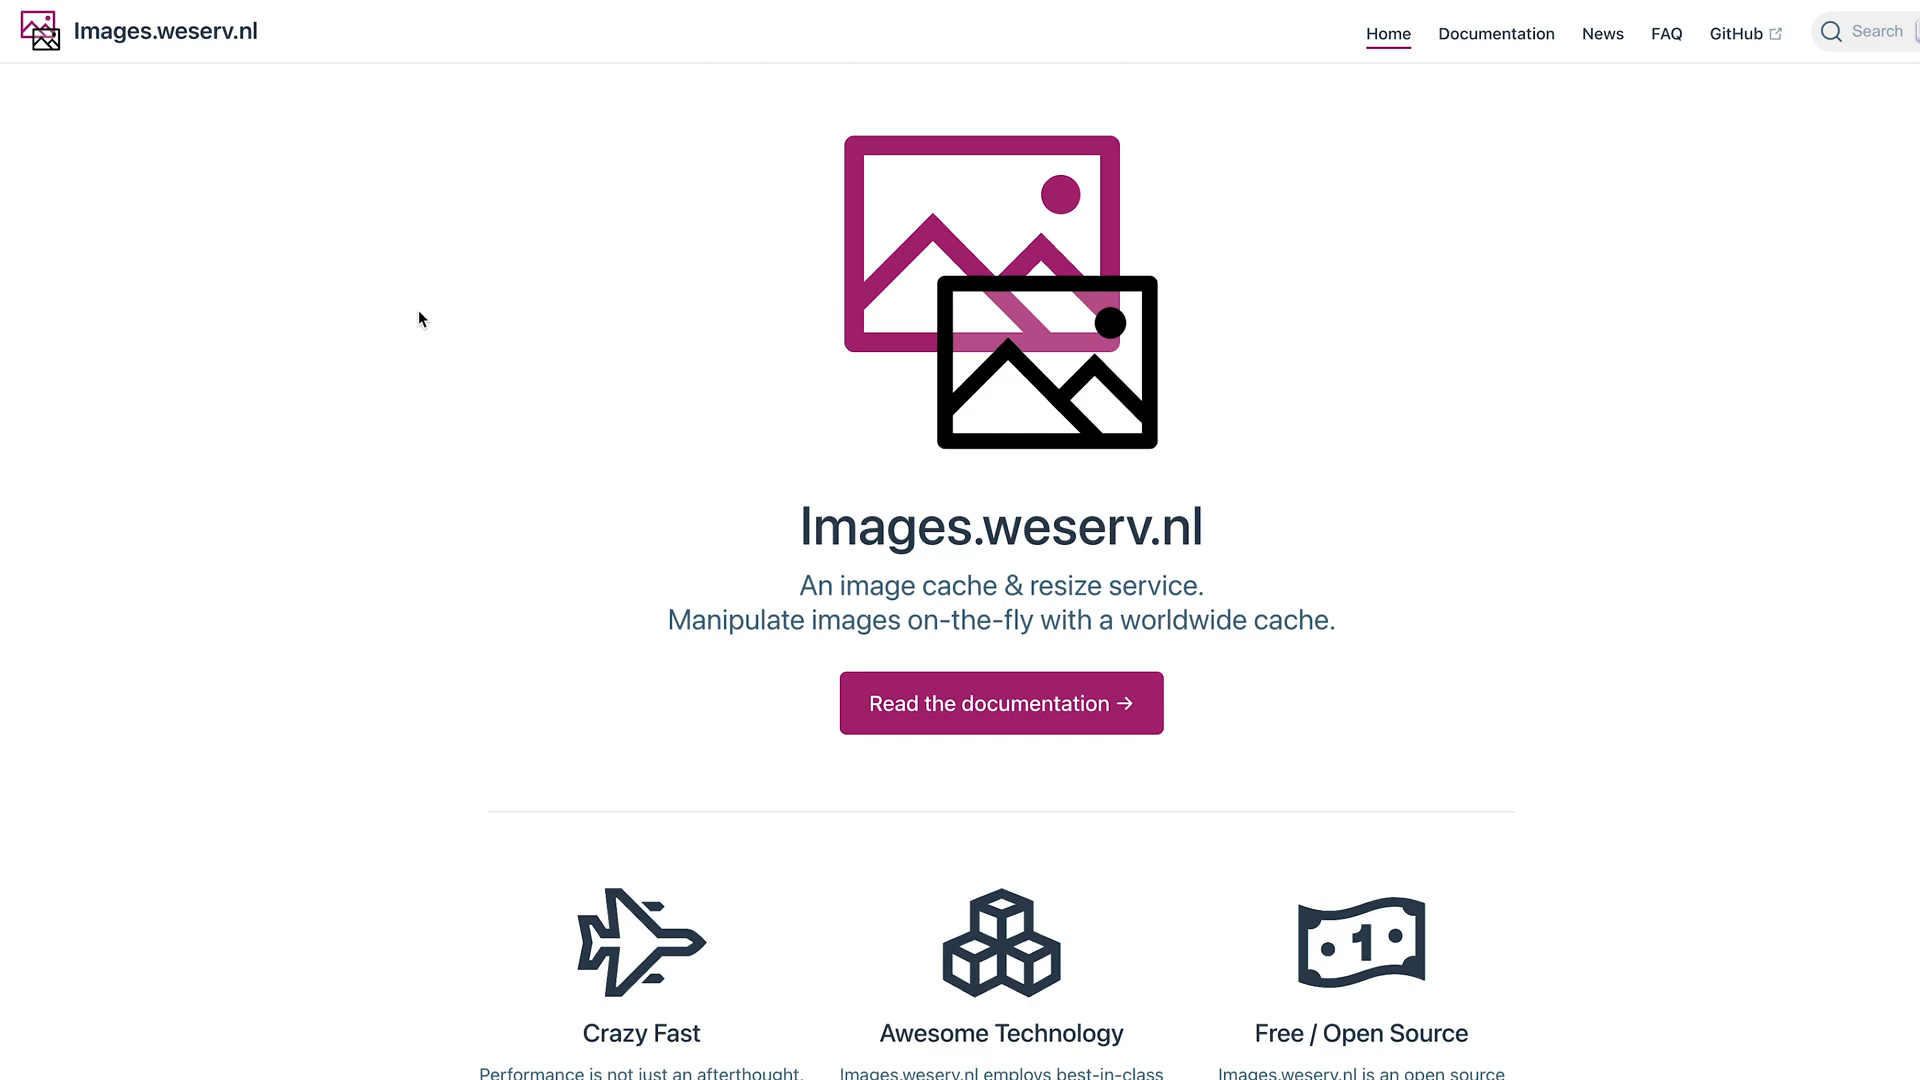 Images.weserv.nl
Home
Documentation
News
FAQ
GitHub
Search
Images.weserv.nl
An image cache & resize service.
Manipulate images on-the-fly with a worldwide cache.
Read the documentation →
1
Crazy Fast
Awesome Technology
Free / Open Source
Performance is not just an afterthought.
Images.weserv.nl employs best-in-class
Images.weserv.nl is an open source